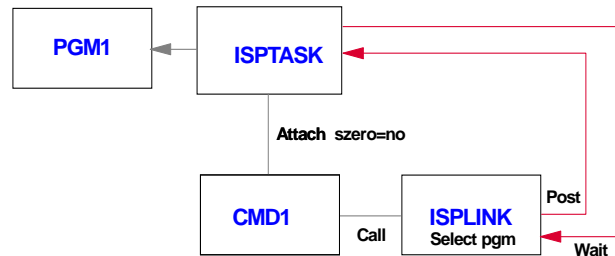 PGM1
ISPTASK
Attach szero=no
CMD1
Call
ISPLINK
Select pgm
Post
Wait